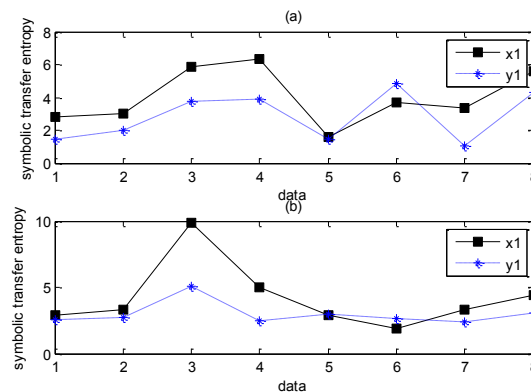 (a)
symbolic transfer entropy
8
6
4
2
0
x1
y1
1 2 3 4 5 6 7 8
data
(b)
symbolic transfer entropy
10
5
0
x1
y1
1 2 3 4 5 6 7 8
data